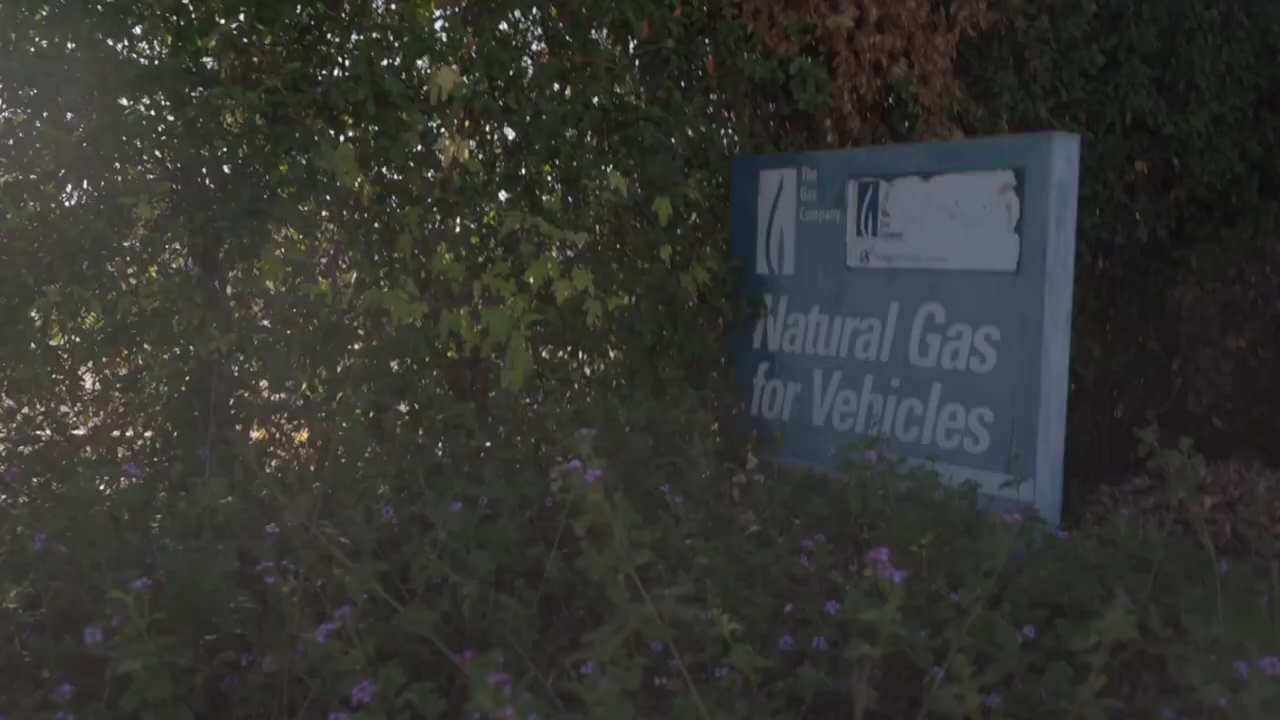 The
Gas
Company
Natural Gas
for Vehicles